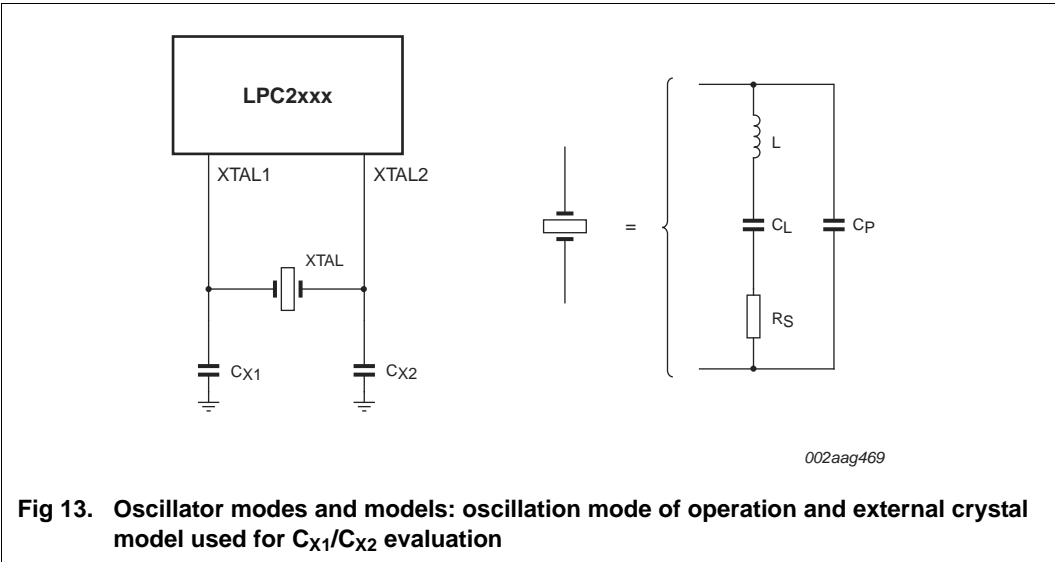 LPC2xxx
XTAL1 XTAL2
XTAL
CX1 CX2
=
L
CL CP
RS
002aag469
Fig 13. Oscillator modes and models: oscillation mode of operation and external crystal
model used for CX1/CX2 evaluation